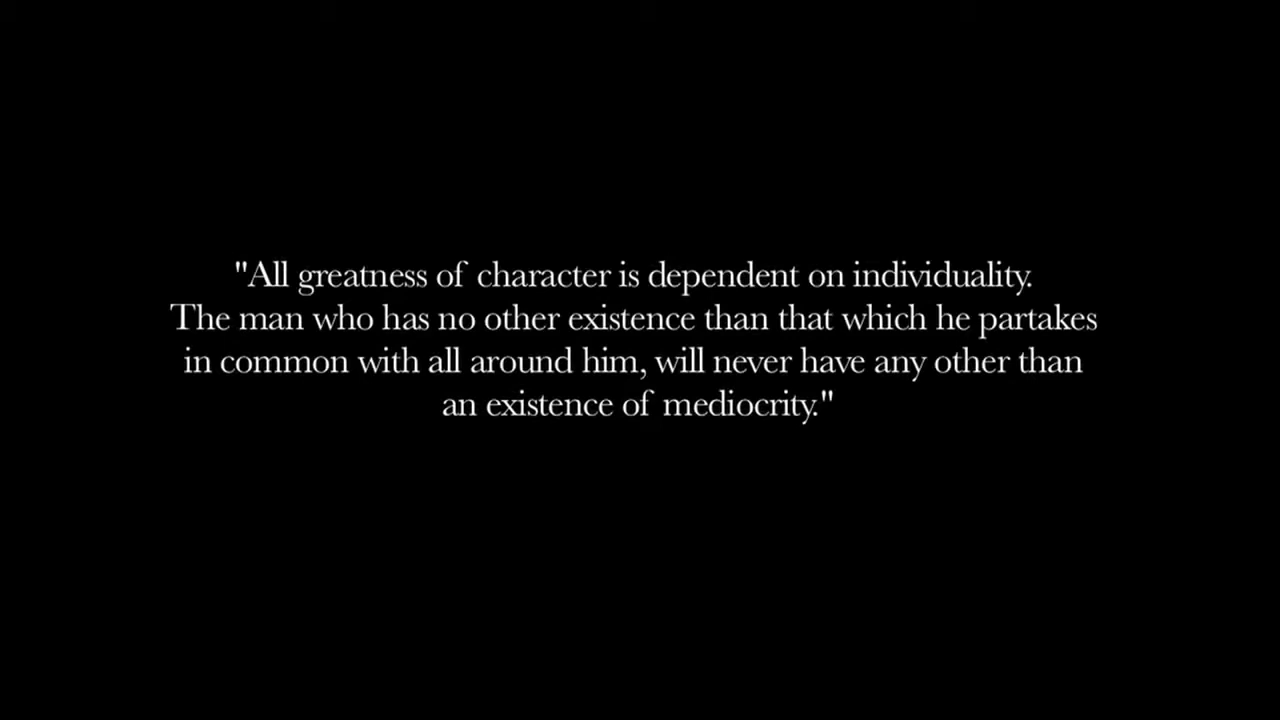 "All greatness of character is dependent on individuality.
The man who has no other existence than that which he partakes
in common with all around him, will never have any other than
an existence of mediocrity."